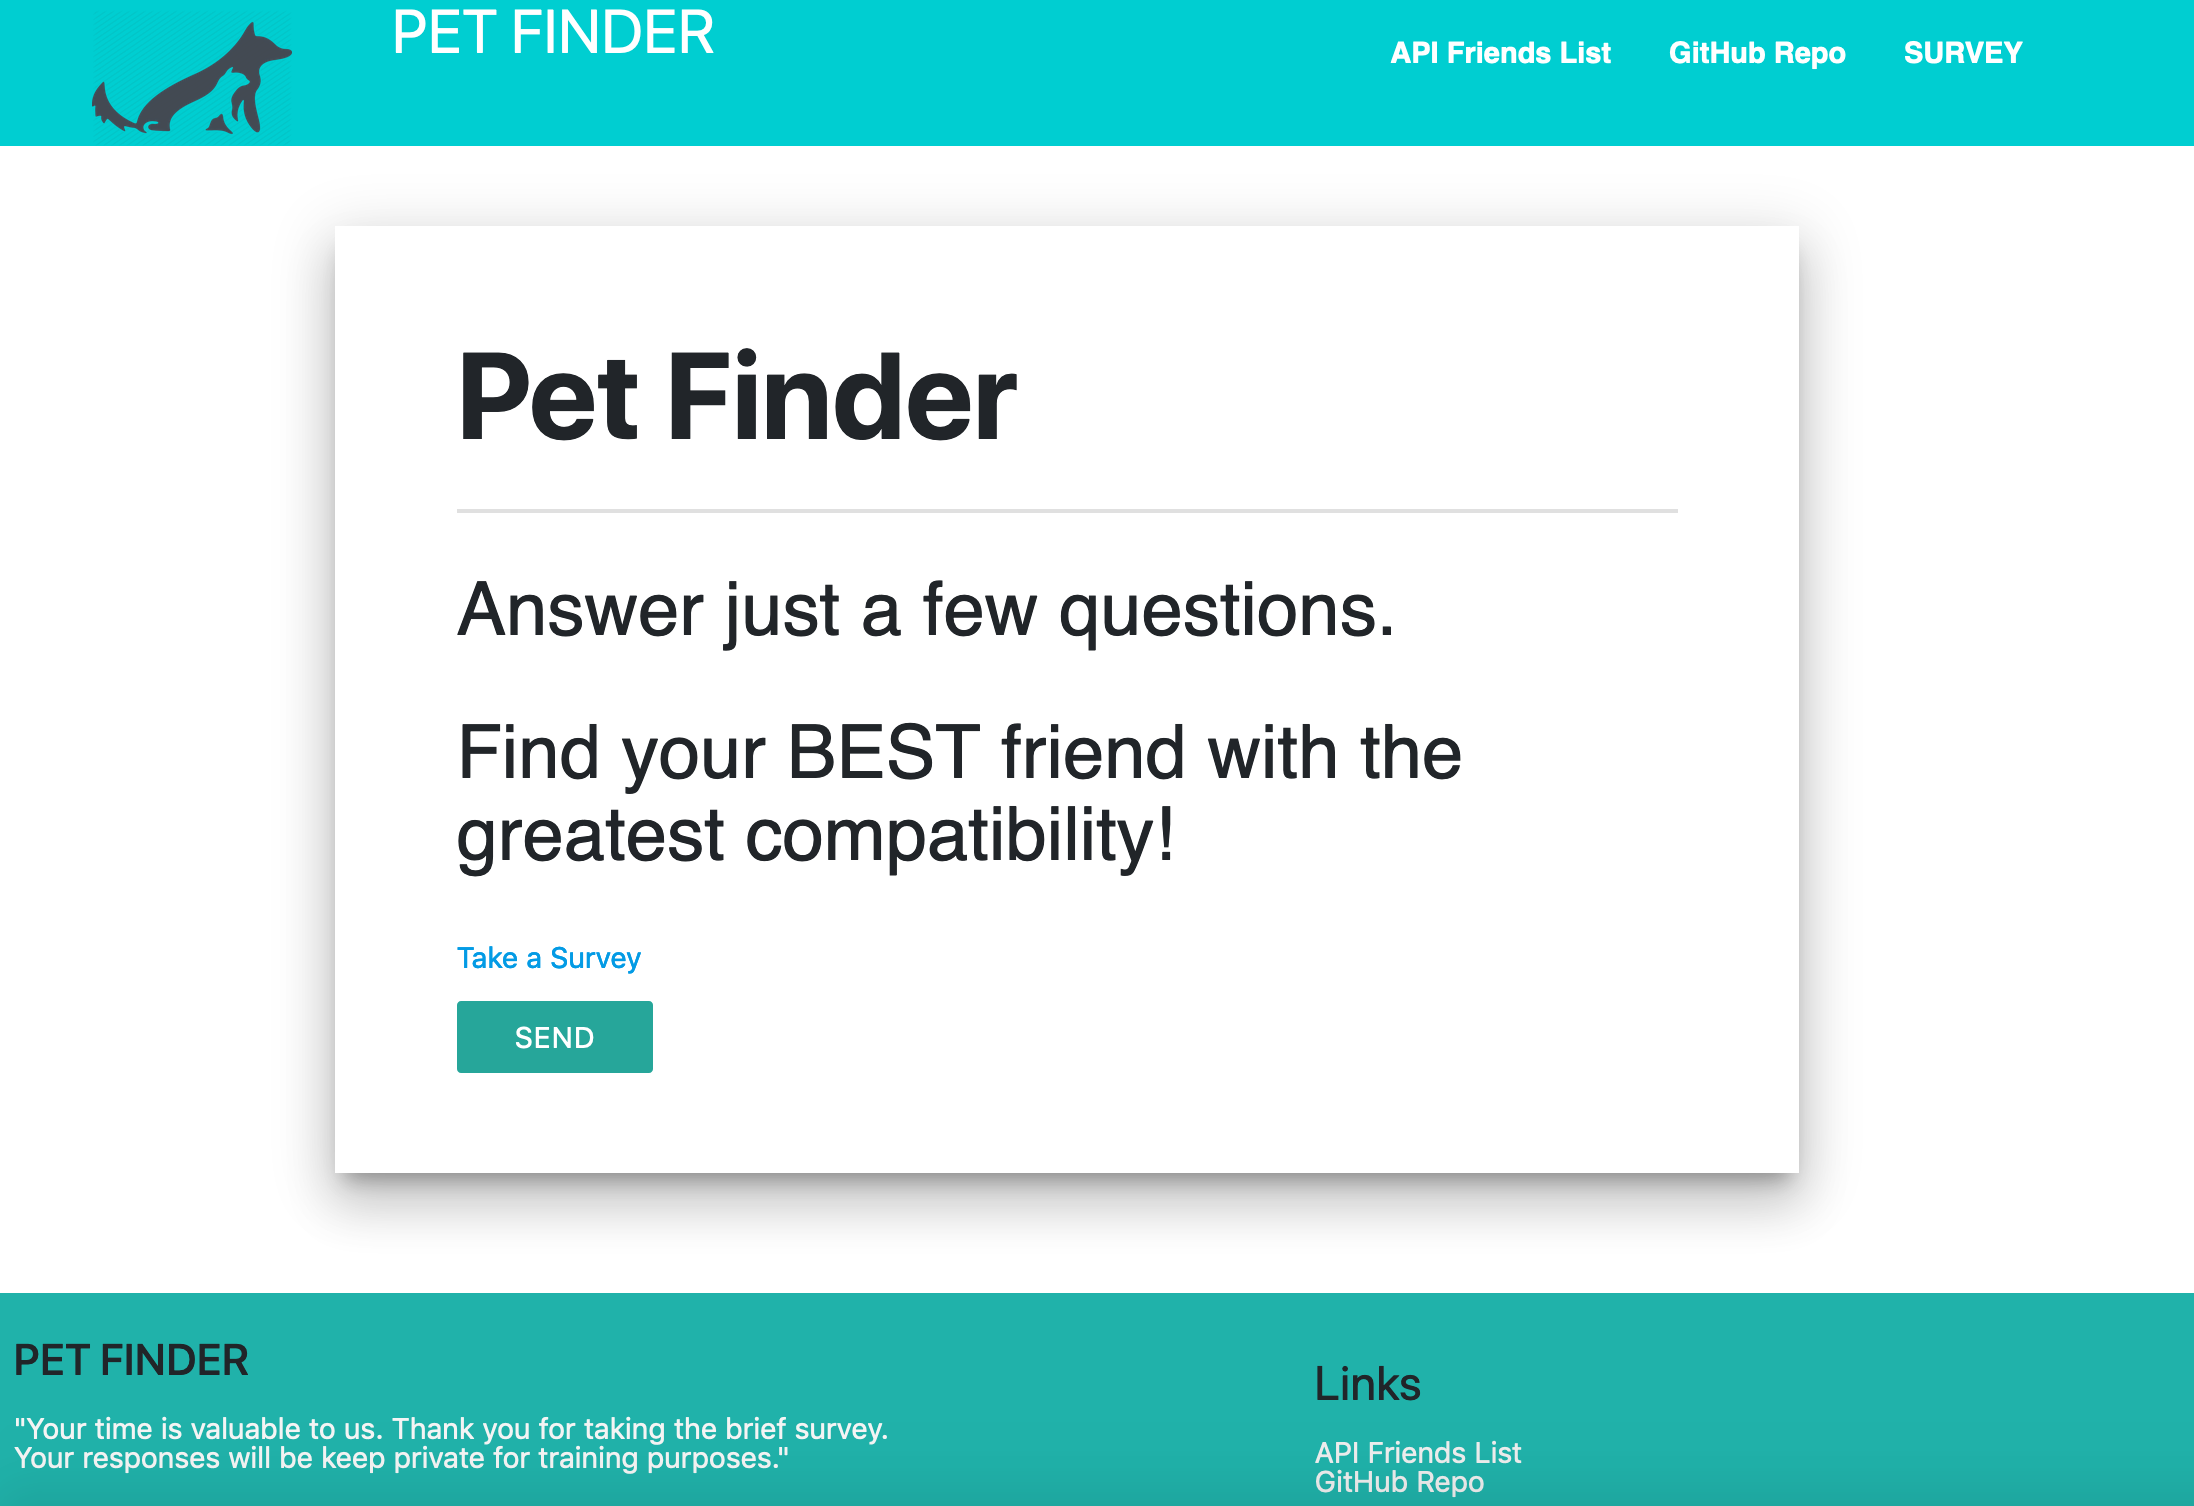 PET FINDER
API Friends List
GitHub Repo
SURVEY
Pet Finder
Answer just a few questions.
Find your BEST friend with the
greatest compatibility!
Take a Survey
SEND
PET FINDER
"Your time is valuable to us. Thank you for taking the brief survey.
Your responses will be keep private for training purposes."
Links
API Friends List
GitHub Repo